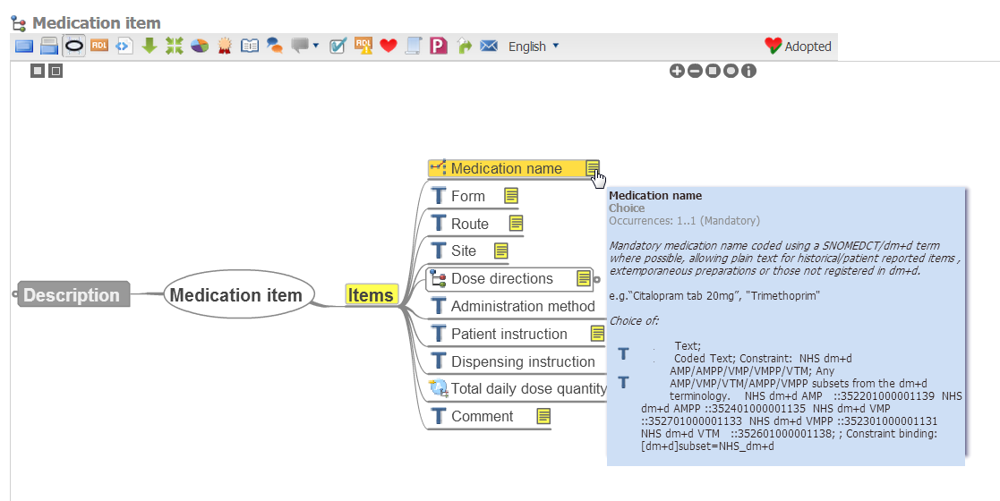 Medication item
ADL
ADL
P
English
Adopted
Medication name
Form
Route
Site
Dose directions
Administration method
Patient instruction
Dispensing instruction
Total daily dose quantity
Comment
Description
Medication item
Items
Medication name
Choice
Occurrences: 1..1 (Mandatory)
Mandatory medication name coded using a SNOMEDCT/dm+d term
where possible, allowing plain text for historical/patient reported items ,
extemporaneous preparations or those not registered in dm+d.
e.g.“Citalopram tab 20mg”, "Trimethoprim"
Choice of:
T . Text;
. Coded Text; Constraint: NHS dm+d
AMP/AMPP/VMP/VMPP/VTM; Any
T AMP/VMP/VTM/AMPP/VMPP subsets from the dm+d
terminology. NHS dm+d AMP ::352201000001139 NHS
dm+d AMPP ::352401000001135 NHS dm+d VMP
::352701000001133 NHS dm+d VMPP ::352301000001131
NHS dm+d VTM ::352601000001138; ; Constraint binding:
[dm+d]subset=NHS_dm+d